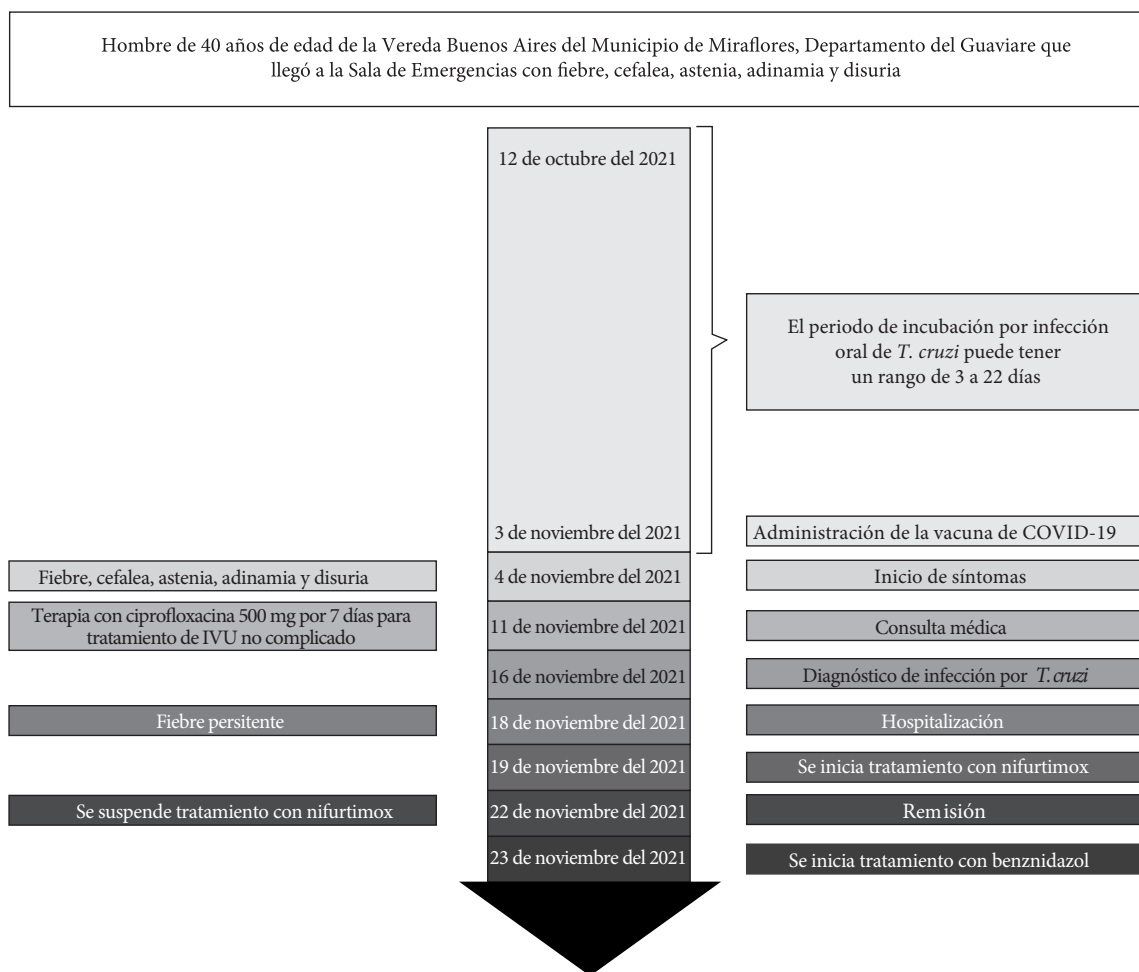 Hombre de 40 años de edad de la Vereda Buenos Aires del Municipio de Miraflores, Departamento del Guaviare que
llegó a la Sala de Emergencias con fiebre, cefalea, astenia, adinamia y disuria
12 de octubre del 2021
El periodo de incubación por infección
oral de T. cruzi puede tener
un rango de 3 a 22 días
3 de noviembre del 2021
Administración de la vacuna de COVID-19
Fiebre, cefalea, astenia, adinamia y disuria
4 de noviembre del 2021
Inicio de síntomas
Terapia con ciprofloxacina 500 mg por 7 días para
tratamiento de IVU no complicado
11 de noviembre del 2021
Consulta médica
16 de noviembre del 2021
Diagnóstico de infección por T. cruzi
Fiebre persitente
18 de noviembre del 2021
Hospitalización
19 de noviembre del 2021
Se inicia tratamiento con nifurtimox
Se suspende tratamiento con nifurtimox
22 de noviembre del 2021
Remisión
23 de noviembre del 2021
Se inicia tratamiento con benznidazol